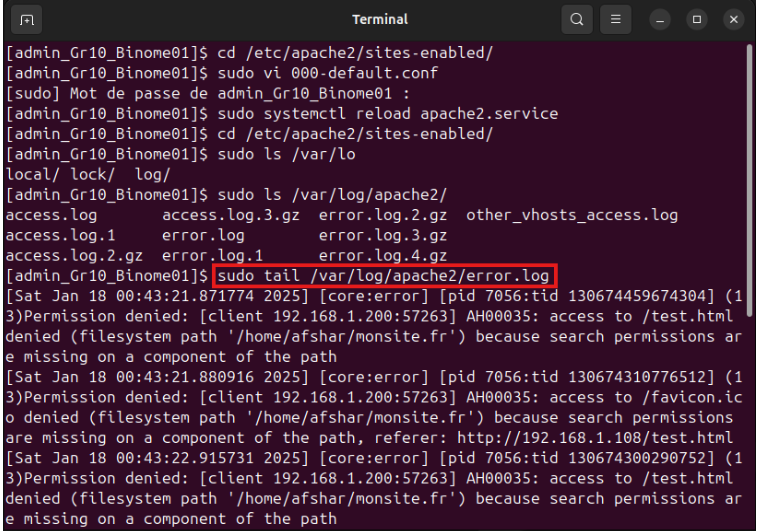 Terminal
[admin_Gr10_Binome01]$ cd /etc/apache2/sites-enabled/
[admin_Gr10_Binome01]$ sudo vi 000-default.conf
[sudo] Mot de passe de admin_Gr10_Binome01 :
[admin_Gr10_Binome01]$ sudo systemctl reload apache2.service
[admin_Gr10_Binome01]$ cd /etc/apache2/sites-enabled/
[admin_Gr10_Binome01]$ sudo ls /var/lo
local/ lock/  log/
[admin_Gr10_Binome01]$ sudo ls /var/log/apache2/
access.log       access.log.3.gz  error.log.2.gz  other_vhosts_access.log
access.log.1     error.log        error.log.3.gz
access.log.2.gz  error.log.1      error.log.4.gz
[admin_Gr10_Binome01]$ sudo tail /var/log/apache2/error.log
[Sat Jan 18 00:43:21.871774 2025] [core:error] [pid 7056:tid 130674459674304] (1
3)Permission denied: [client 192.168.1.200:57263] AH00035: access to /test.html
denied (filesystem path '/home/afshar/monsite.fr') because search permissions ar
e missing on a component of the path
[Sat Jan 18 00:43:21.880916 2025] [core:error] [pid 7056:tid 130674310776512] (1
3)Permission denied: [client 192.168.1.200:57263] AH00035: access to /favicon.ic
o denied (filesystem path '/home/afshar/monsite.fr') because search permissions
are missing on a component of the path, referer: http://192.168.1.108/test.html
[Sat Jan 18 00:43:22.915731 2025] [core:error] [pid 7056:tid 130674300290752] (1
3)Permission denied: [client 192.168.1.200:57263] AH00035: access to /test.html
denied (filesystem path '/home/afshar/monsite.fr') because search permissions ar
e missing on a component of the path